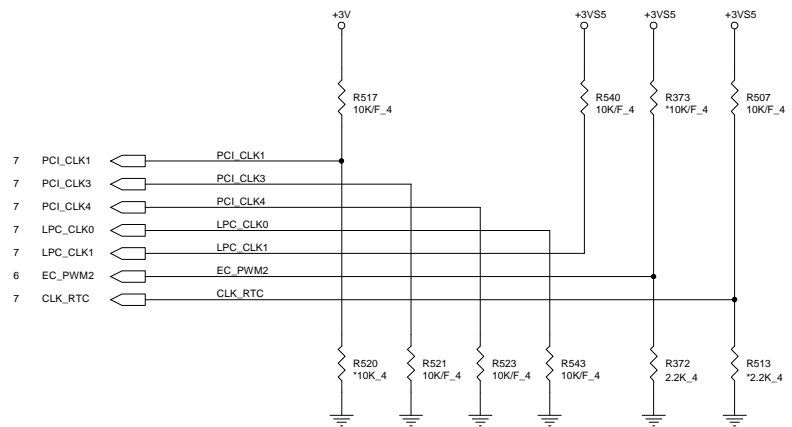 +3V +3VS5 +3VS5 +3VS5
R517 R540 R373 R507
10K/F_4 10K/F_4 *10K/F_4 10K/F_4
7 PCI_CLK1 PCI_CLK1
7 PCI_CLK3 PCI_CLK3
7 PCI_CLK4 PCI_CLK4
7 LPC_CLK0 LPC_CLK0
7 LPC_CLK1 LPC_CLK1
6 EC_PWM2 EC_PWM2
7 CLK_RTC CLK_RTC
R520 R521 R523 R543 R372 R513
*10K_4 10K/F_4 10K/F_4 10K/F_4 2.2K_4 *2.2K_4